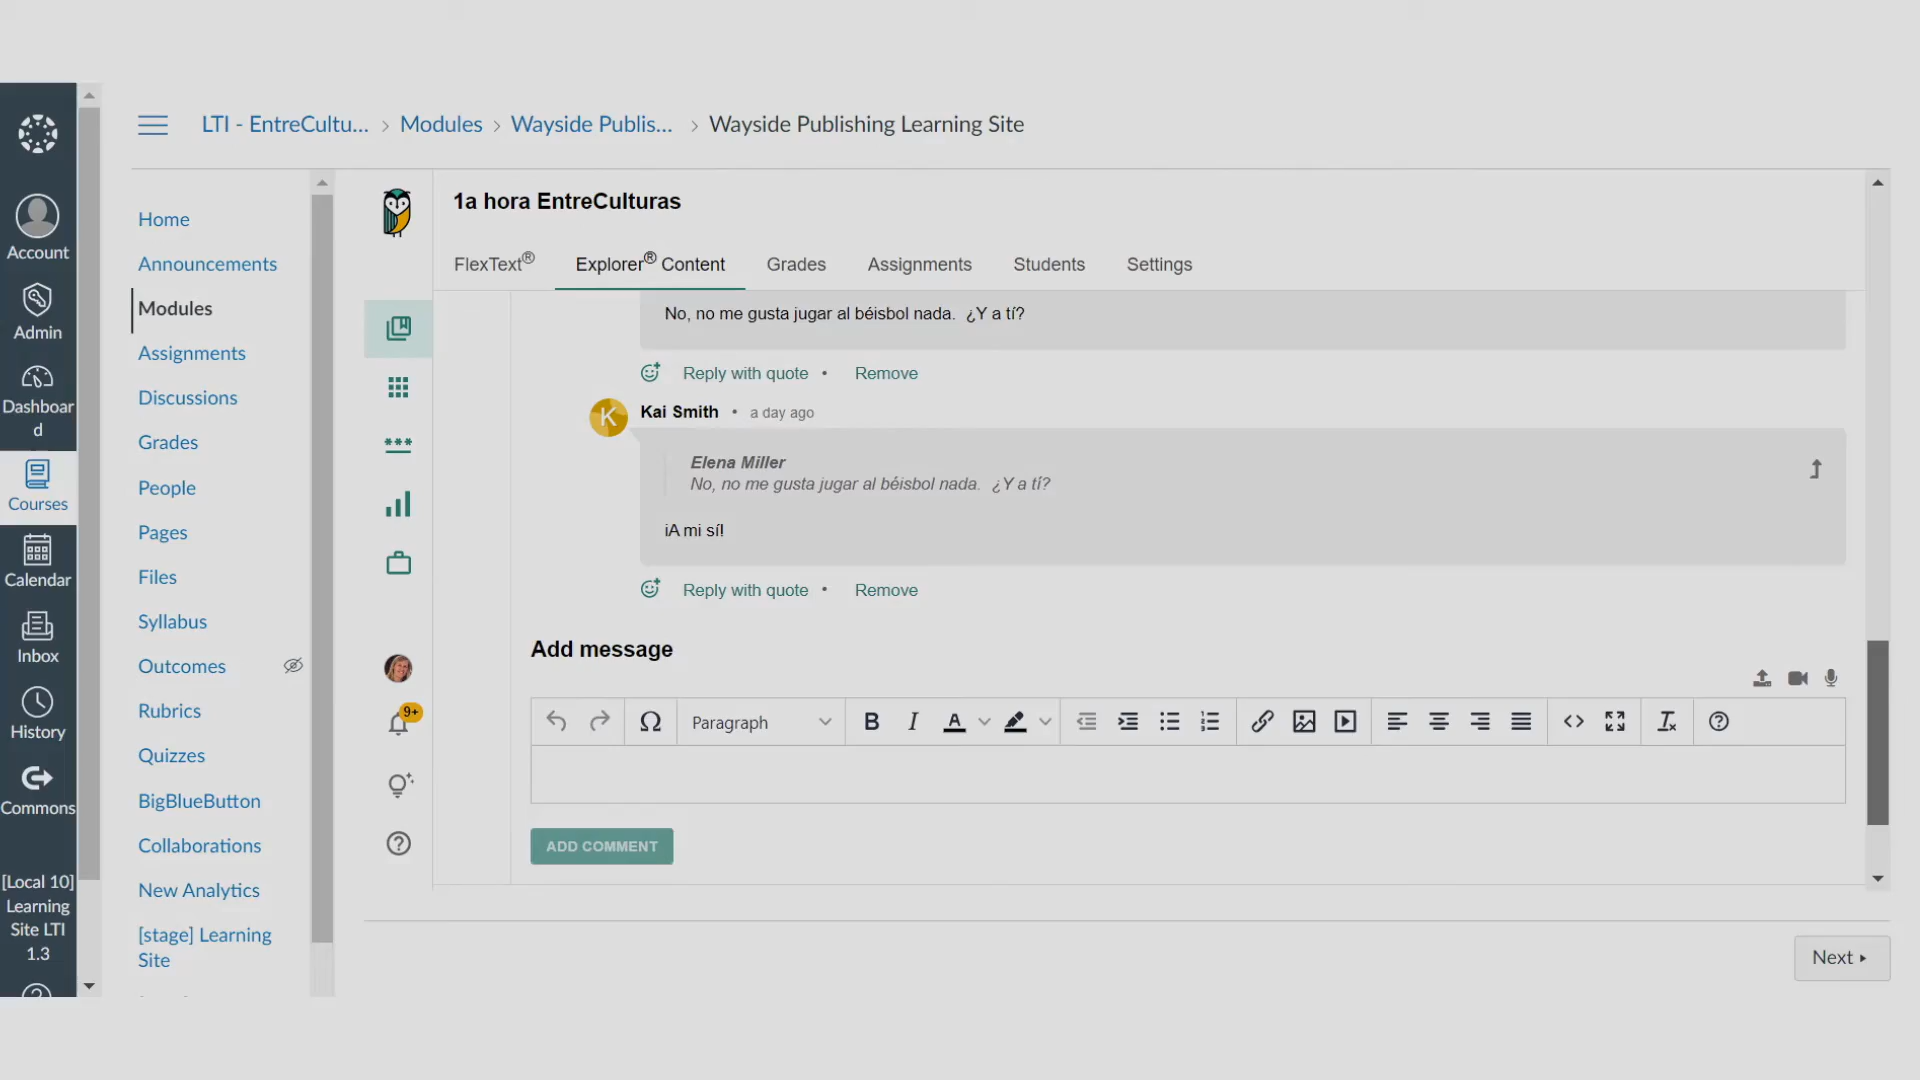 LTI - EntreCultu... > Modules > Wayside Publis... > Wayside Publishing Learning Site
Account
Admin
Dashboar
d
Courses
Calendar
Inbox
History
Commons
[Local 10]
Learning
Site LTI
1.3
Home
Announcements
Modules
Assignments
Discussions
Grades
People
Pages
Files
Syllabus
Outcomes
Rubrics
Quizzes
BigBlueButton
Collaborations
New Analytics
[stage] Learning
Site
9+
1a hora EntreCulturas
FlexText® Explorer® Content Grades Assignments Students Settings
No, no me gusta jugar al béisbol nada. ¿Y a tí?
Reply with quote • Remove
K
Kai Smith • a day ago
Elena Miller
No, no me gusta jugar al béisbol nada. ¿Y a tí?
¡A mi sí!
Reply with quote • Remove
Add message
Paragraph
ADD COMMENT
Next